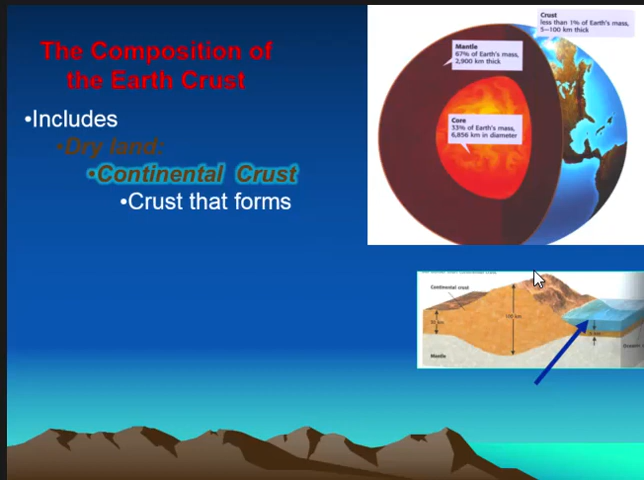 The Composition of
the Earth Crust
•Includes
•Dry land:
•Continental Crust
•Crust that forms
Crust
less than 1% of Earth's mass,
5–100 km thick
Mantle
67% of Earth's mass,
2,900 km thick
Core
33% of Earth's mass,
6,856 km in diameter
Continental crust
100 km
km
Mantle